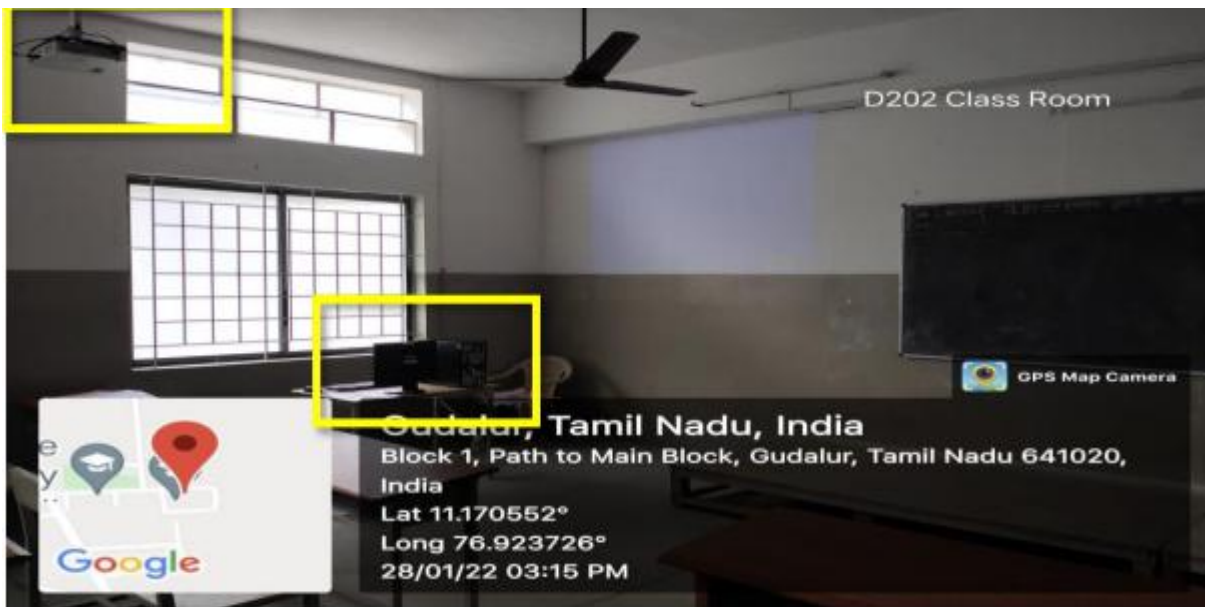 D202 Class Room
GPS Map Camera
Gudalur, Tamil Nadu, India
Block 1, Path to Main Block, Gudalur, Tamil Nadu 641020,
India
Lat 11.170552°
Long 76.923726°
28/01/22 03:15 PM
e
y
Google